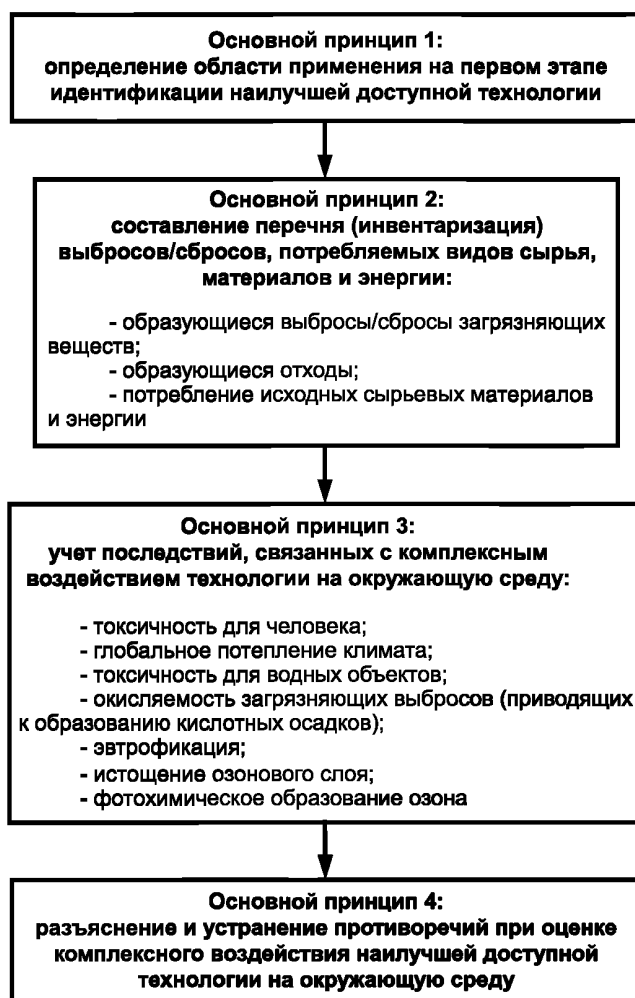 Основной принцип 1:
определение области применения на первом этапе
идентификации наилучшей доступной технологии
Основной принцип 2:
составление перечня (инвентаризация)
выбросов/сбросов, потребляемых видов сырья,
материалов и энергии:
- образующиеся выбросы/сбросы загрязняющих
веществ;
- образующиеся отходы;
- потребление исходных сырьевых материалов
и энергии
Основной принцип 3:
учет последствий, связанных с комплексным
воздействием технологии на окружающую среду:
- токсичность для человека;
- глобальное потепление климата;
- токсичность для водных объектов;
- окисляемость загрязняющих выбросов (приводящих
к образованию кислотных осадков);
- эвтрофикация;
- истощение озонового слоя;
- фотохимическое образование озона
Основной принцип 4:
разъяснение и устранение противоречий при оценке
комплексного воздействия наилучшей доступной
технологии на окружающую среду